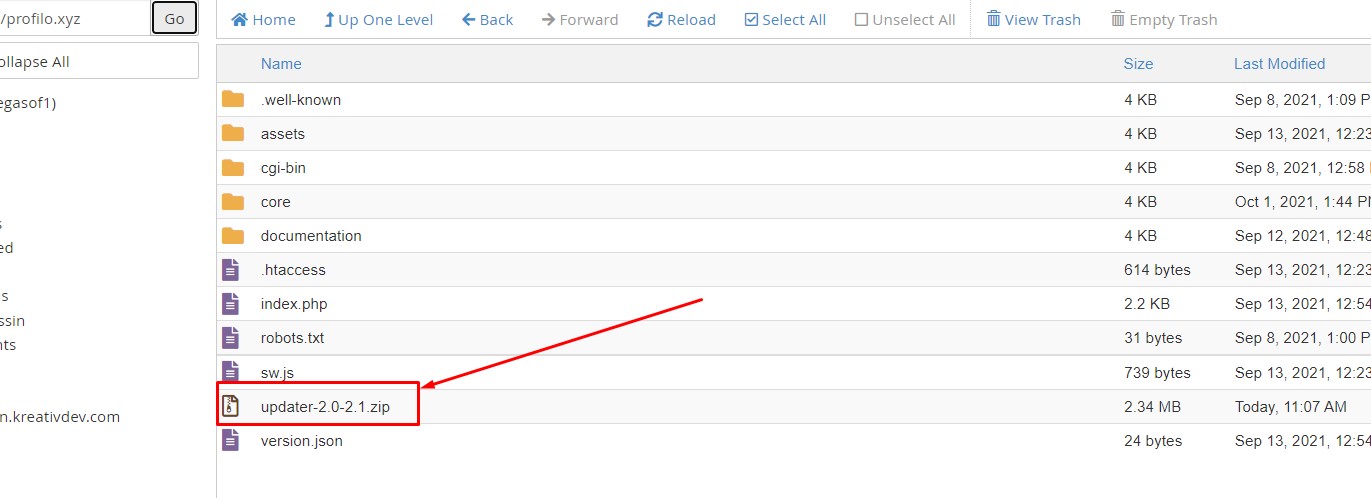 /profilo.xyz Go Home Up One Level Back Forward Reload Select All Unselect All View Trash Empty Trash
ollapse All
Name Size Last Modified
egasof1)
.well-known 4 KB Sep 8, 2021, 1:09 P
assets 4 KB Sep 13, 2021, 12:23
cgi-bin 4 KB Sep 8, 2021, 12:58
core 4 KB Oct 1, 2021, 1:44 PM
s
documentation 4 KB Sep 12, 2021, 12:48
ed
.htaccess 614 bytes Sep 13, 2021, 12:23
s
index.php 2.2 KB Sep 13, 2021, 12:54
ssin
robots.txt 31 bytes Sep 8, 2021, 1:00 P
nts
sw.js 739 bytes Sep 13, 2021, 12:23
updater-2.0-2.1.zip 2.34 MB Today, 11:07 AM
n.kreativdev.com
version.json 24 bytes Sep 13, 2021, 12:54